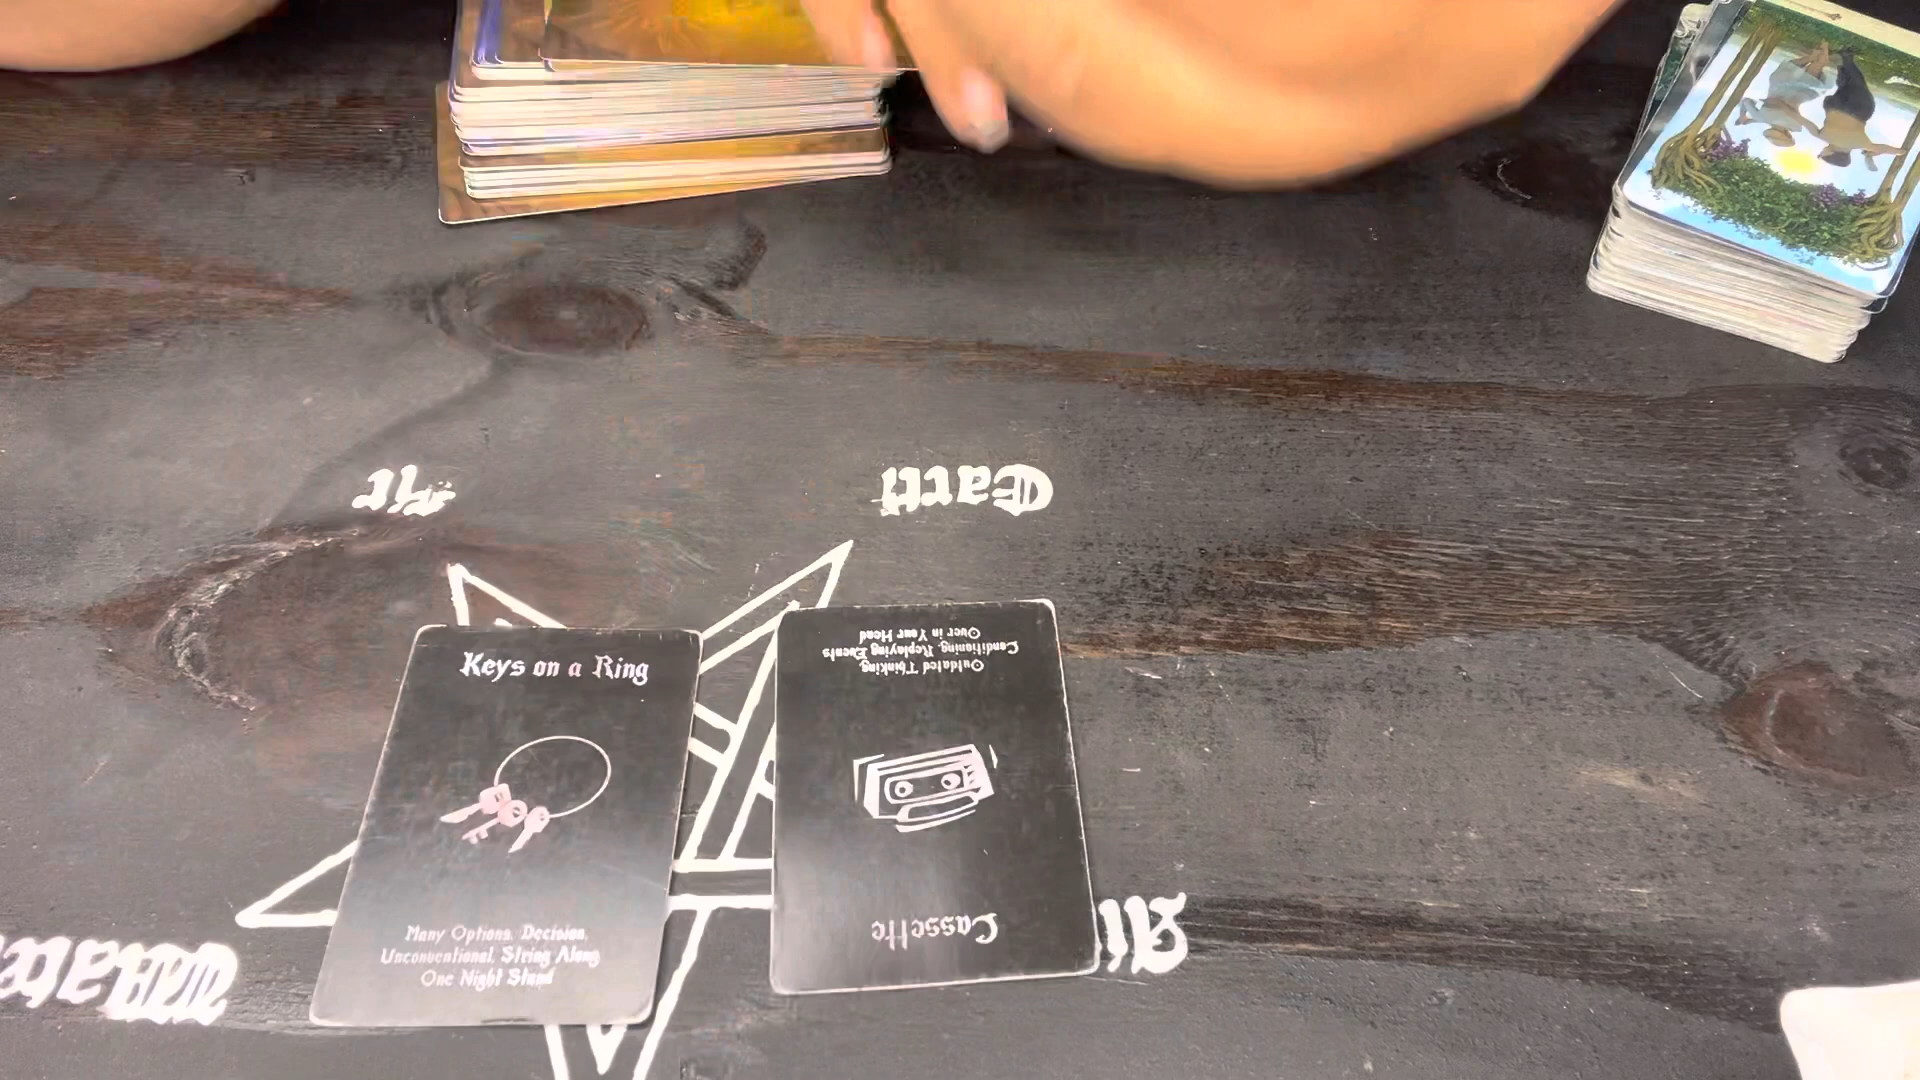 Earth
Keys on a Ring
Many Options, Decision,
Unconventional, String Along
One Night Stand
Cassette
Outdated Thinking,
Conditioning, Replaying Events
Over in Your Head